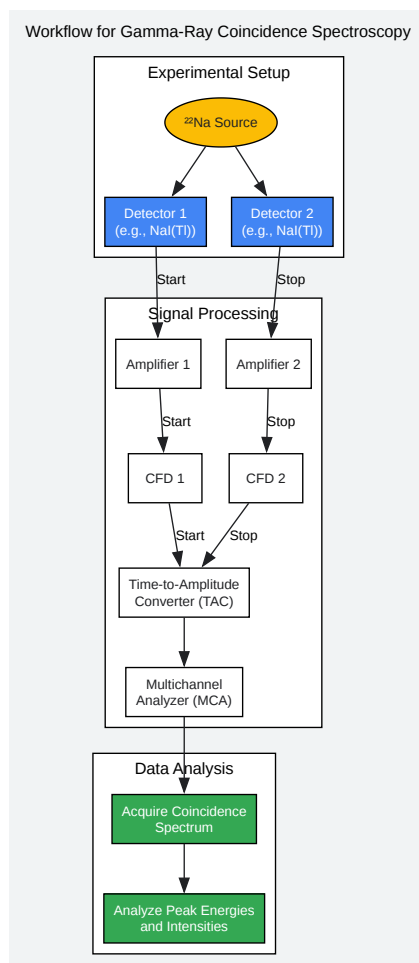 Workflow for Gamma-Ray Coincidence Spectroscopy
Experimental Setup
²²Na Source
Detector 1
(e.g., NaI(Tl))
Detector 2
(e.g., NaI(Tl))
Start
Stop
Signal Processing
Amplifier 1
Amplifier 2
Start
Stop
CFD 1
CFD 2
Start
Stop
Time-to-Amplitude
Converter (TAC)
Multichannel
Analyzer (MCA)
Data Analysis
Acquire Coincidence
Spectrum
Analyze Peak Energies
and Intensities